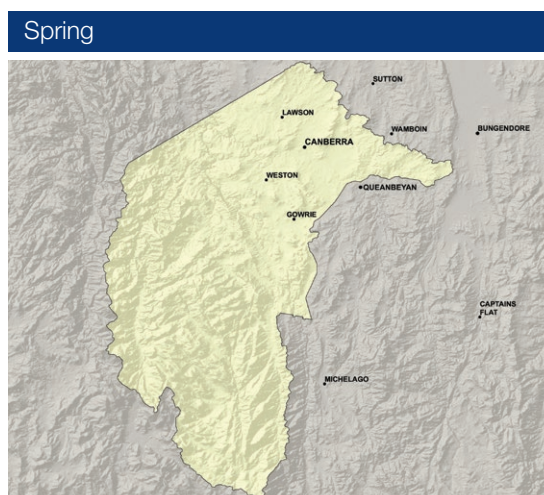 Spring
SUTTON
LAWSON
WAMBOIN
BUNGENDORE
CANBERRA
WESTON
QUEANBEYAN
GOWRIE
CAPTAINS
FLAT
MICHELAGO